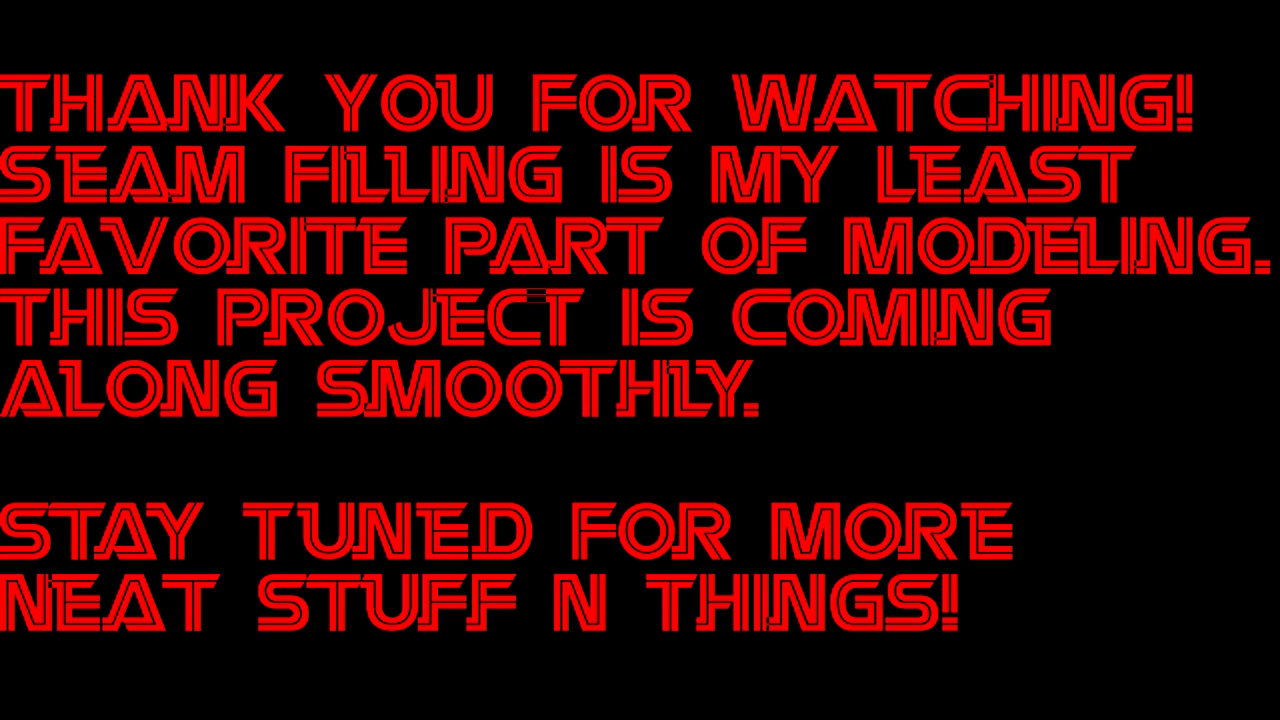 THANK YOU FOR WATCHING!
SEAM FILLING IS MY LEAST
FAVORITE PART OF MODELING.
THIS PROJECT IS COMING
ALONG SMOOTHLY.
STAY TUNED FOR MORE
NEAT STUFF N THINGS!